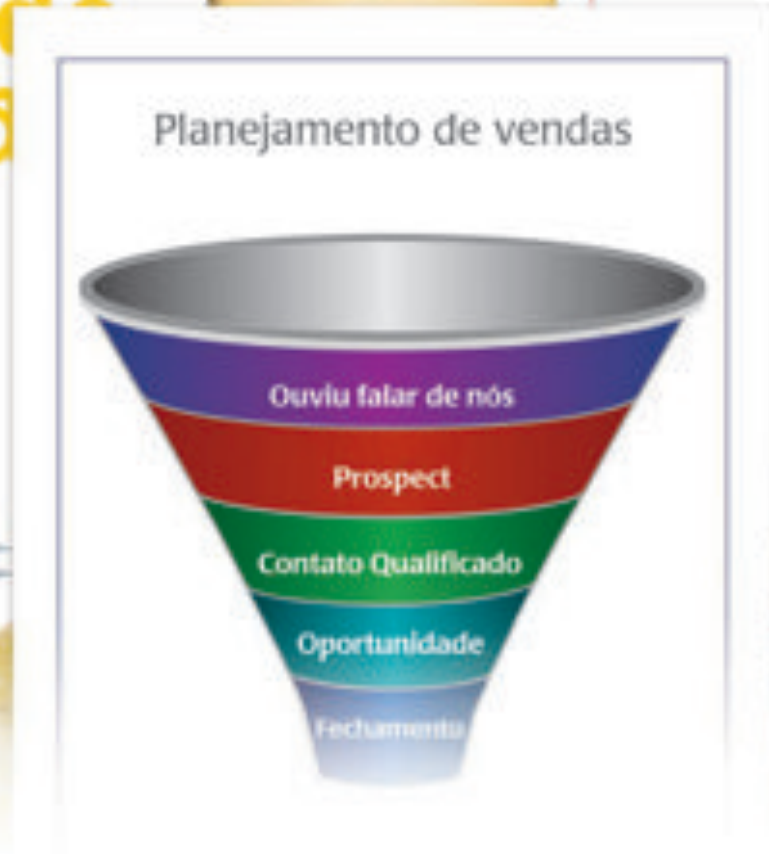 Planejamento de vendas
Ouviu falar de nós
Prospect
Contato Qualificado
Oportunidade
Fechamento